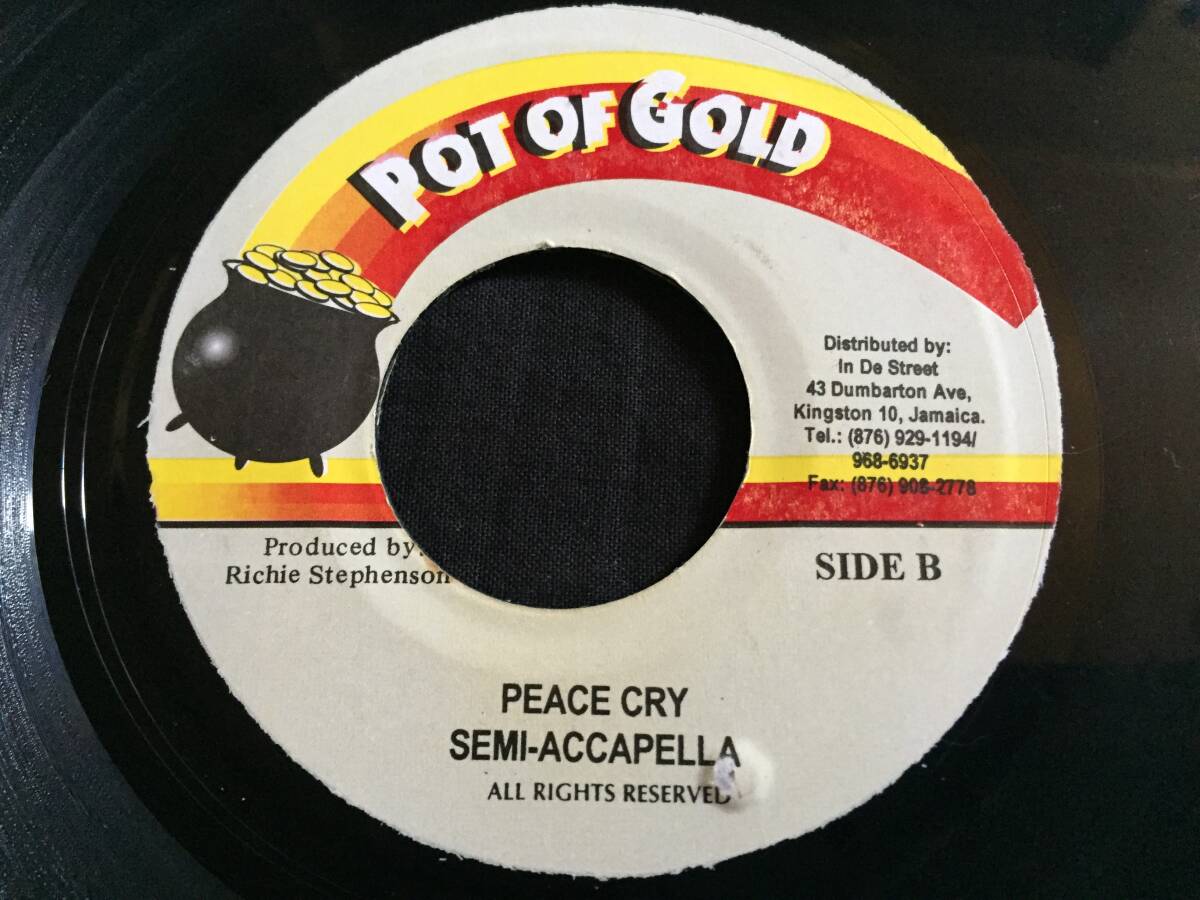 POT OF GOLD
Distributed by:
In De Street
43 Dumbarton Ave,
Kingston 10, Jamaica.
Tel.: (876) 929-1194/
968-6937
Fax: (876) 908-2778
Produced by:
Richie Stephenson
SIDE B
PEACE CRY
SEMI-ACCAPELLA
ALL RIGHTS RESERVED